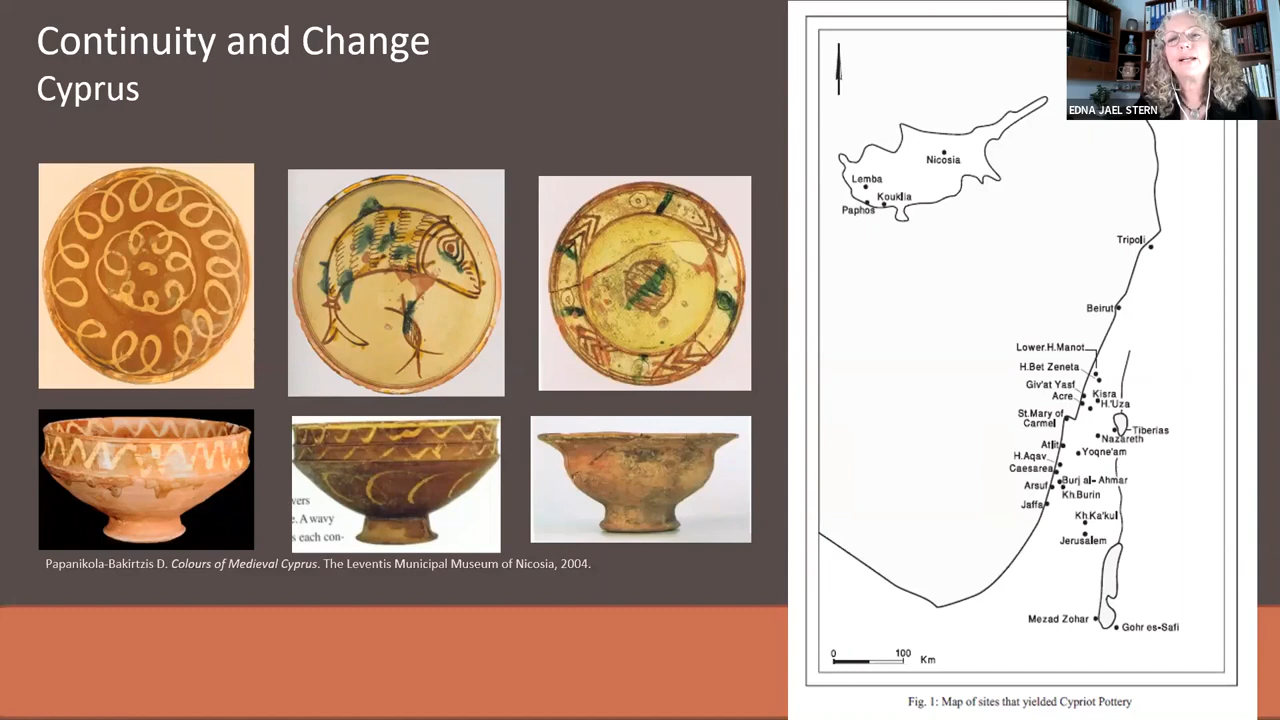 Continuity and Change
Cyprus
vers
. A wavy
s each con-
Papanikola-Bakirtzis D. Colours of Medieval Cyprus. The Leventis Municipal Museum of Nicosia, 2004.
EDNA JAEL STERN
Nicosia
Lemba
Kouklia
Paphos
Tripoli
Beirut
Lower.H.Manot
H.Bet Zeneta
Giv'at Yasf
Kisra
Acre
H.'Uza
St.Mary of
Carmel
Tiberias
Nazareth
Atlit
Yoqne'am
H.Aqav
Caesarea
Burj al-Ahmar
Arsuf
Kh.Burin
Jaffa
Kh.Ka'kul
Jerusalem
Mezad Zohar
Gohr es-Safi
0 100 Km
Fig. 1: Map of sites that yielded Cypriot Pottery